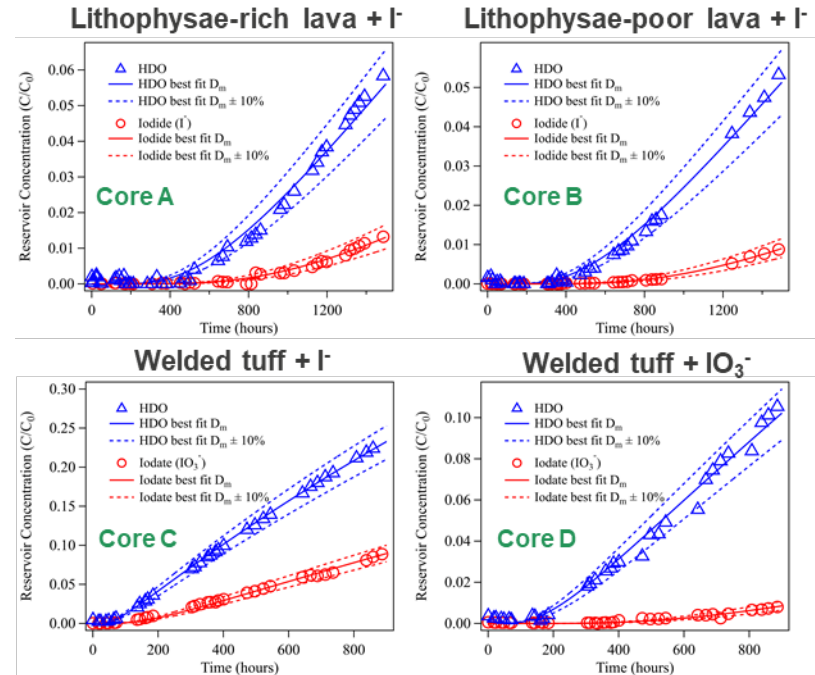 Lithophysae-rich lava + I-
0.06
0.05
0.04
0.03
0.02
0.01
0.00
Reservoir Concentration (C/C₀)
HDO
HDO best fit Dₘ
HDO best fit Dₘ ± 10%
Iodide (I⁻)
Iodide best fit Dₘ
Iodide best fit Dₘ ± 10%
Core A
0 400 800 1200
Time (hours)
Lithophysae-poor lava + I-
0.05
0.04
0.03
0.02
0.01
0.00
Reservoir Concentration (C/C₀)
HDO
HDO best fit Dₘ
HDO best fit Dₘ ± 10%
Iodide (I⁻)
Iodide best fit Dₘ
Iodide best fit Dₘ ± 10%
Core B
0 400 800 1200
Time (hours)
Welded tuff + I-
0.30
0.25
0.20
0.15
0.10
0.05
0.00
Reservoir Concentration (C/C₀)
HDO
HDO best fit Dₘ
HDO best fit Dₘ ± 10%
Iodate (IO₃⁻)
Iodate best fit Dₘ
Iodate best fit Dₘ ± 10%
Core C
0 200 400 600 800
Time (hours)
Welded tuff + IO₃⁻
0.10
0.08
0.06
0.04
0.02
0.00
Reservoir Concentration (C/C₀)
HDO
HDO best fit Dₘ
HDO best fit Dₘ ± 10%
Iodate (IO₃⁻)
Iodate best fit Dₘ
Iodate best fit Dₘ ± 10%
Core D
0 200 400 600 800
Time (hours)